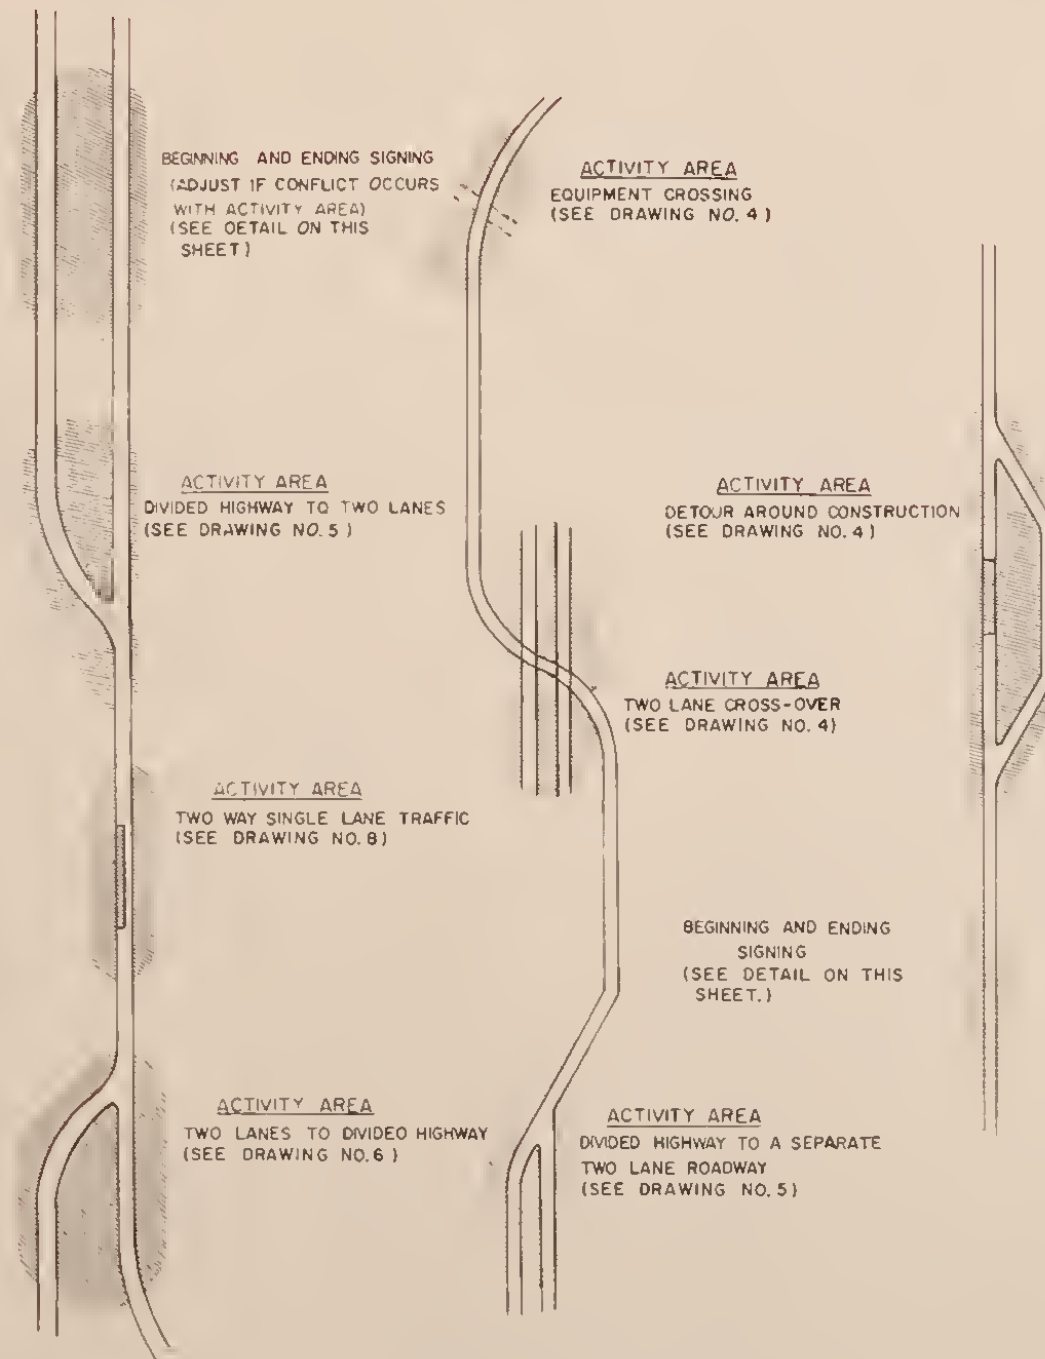 BEGINNING AND ENDING SIGNING
(ADJUST IF CONFLICT OCCURS
WITH ACTIVITY AREA)
(SEE DETAIL ON THIS
SHEET)
ACTIVITY AREA
DIVIDED HIGHWAY TO TWO LANES
(SEE DRAWING NO. 5)
ACTIVITY AREA
TWO WAY SINGLE LANE TRAFFIC
(SEE DRAWING NO. 8)
ACTIVITY AREA
TWO LANES TO DIVIDED HIGHWAY
(SEE DRAWING NO. 6)
ACTIVITY AREA
EQUIPMENT CROSSING
(SEE DRAWING NO. 4)
ACTIVITY AREA
TWO LANE CROSS-OVER
(SEE DRAWING NO. 4)
BEGINNING AND ENDING
SIGNING
(SEE DETAIL ON THIS
SHEET.)
ACTIVITY AREA
DIVIDED HIGHWAY TO A SEPARATE
TWO LANE ROADWAY
(SEE DRAWING NO. 5)
ACTIVITY AREA
DETOUR AROUND CONSTRUCTION
(SEE DRAWING NO. 4)